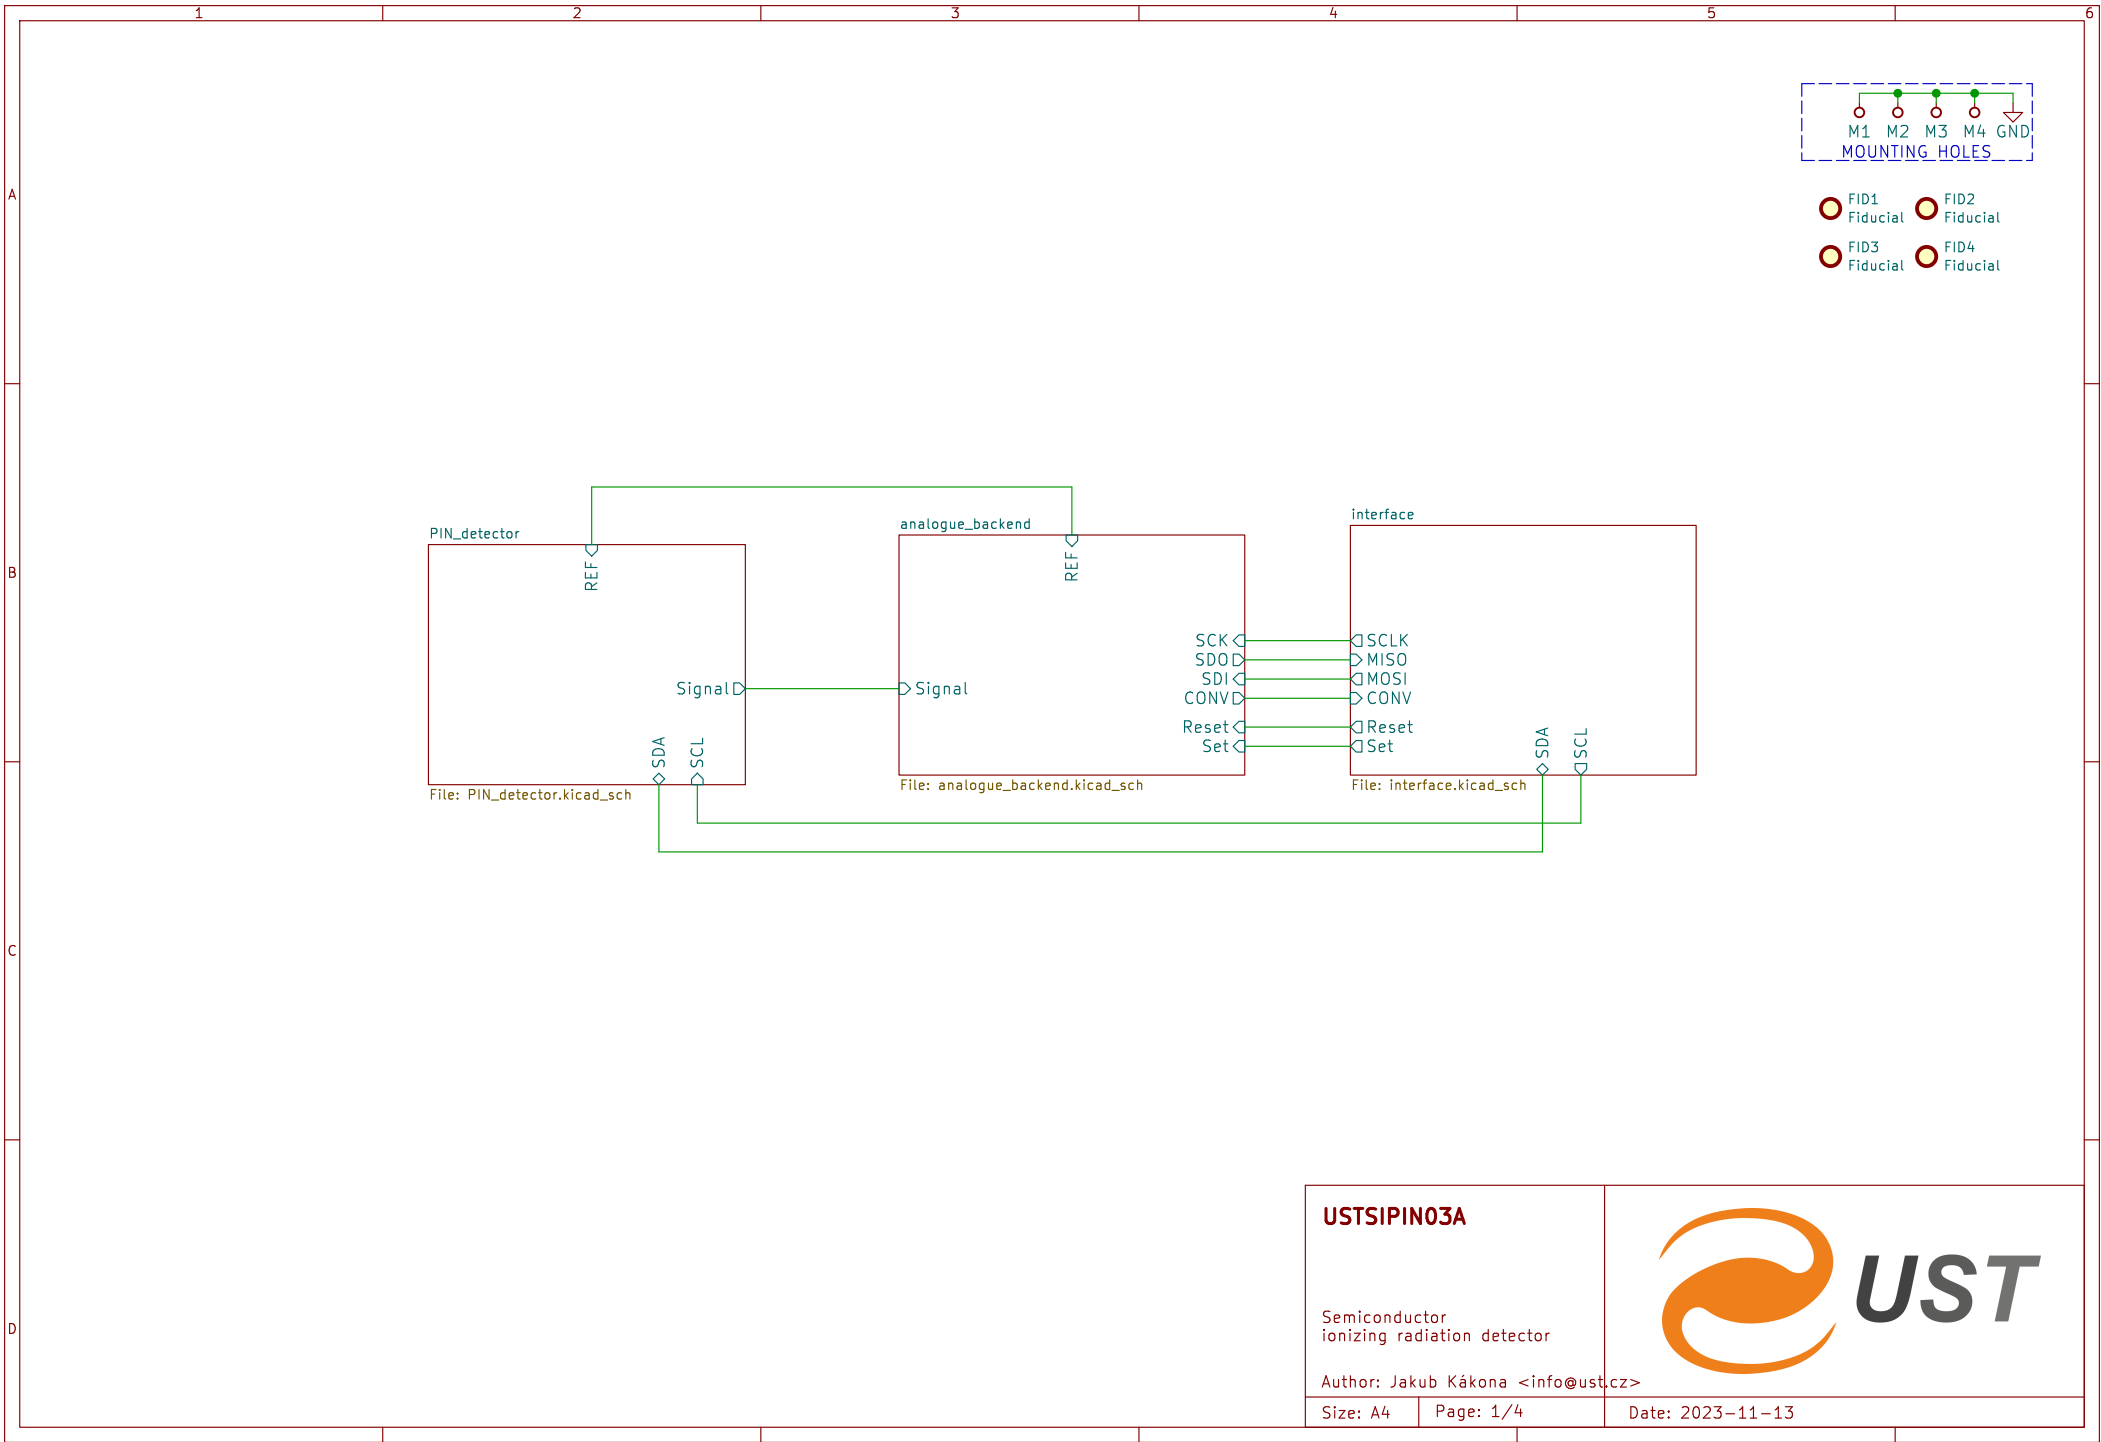 1 2 3 4 5 6
A
B
C
D
M1 M2 M3 M4 GND
MOUNTING HOLES
FID1
Fiducial
FID2
Fiducial
FID3
Fiducial
FID4
Fiducial
PIN_detector
REF
Signal
SDA
SCL
File: PIN_detector.kicad_sch
analogue_backend
REF
Signal
SCK
SDO
SDI
CONV
Reset
Set
File: analogue_backend.kicad_sch
interface
SCLK
MISO
MOSI
CONV
Reset
Set
SDA
SCL
File: interface.kicad_sch
USTSIPIN03A
Semiconductor
ionizing radiation detector
Author: Jakub Kákona <info@ust.cz>
Size: A4
Page: 1/4
Date: 2023-11-13
UST